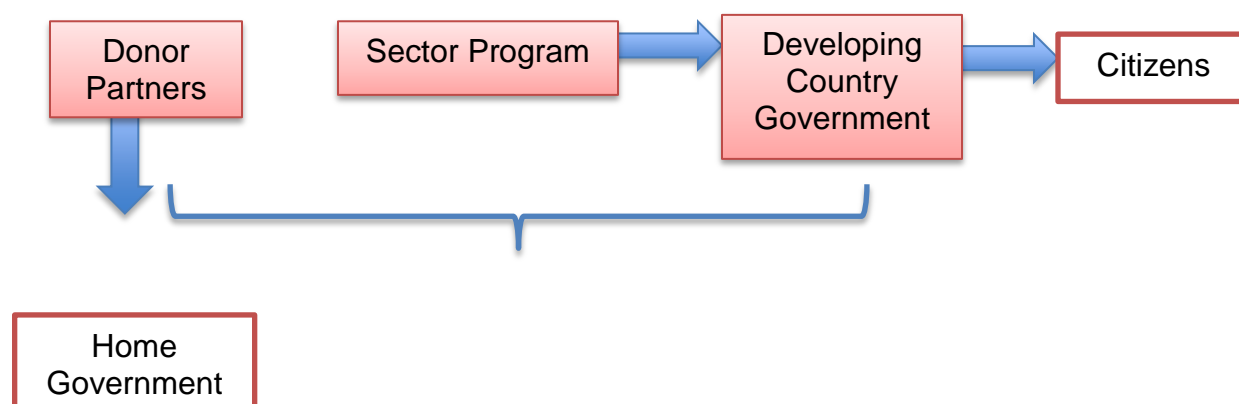 Donor
Partners
Sector Program
Developing
Country
Government
Citizens
Home
Government